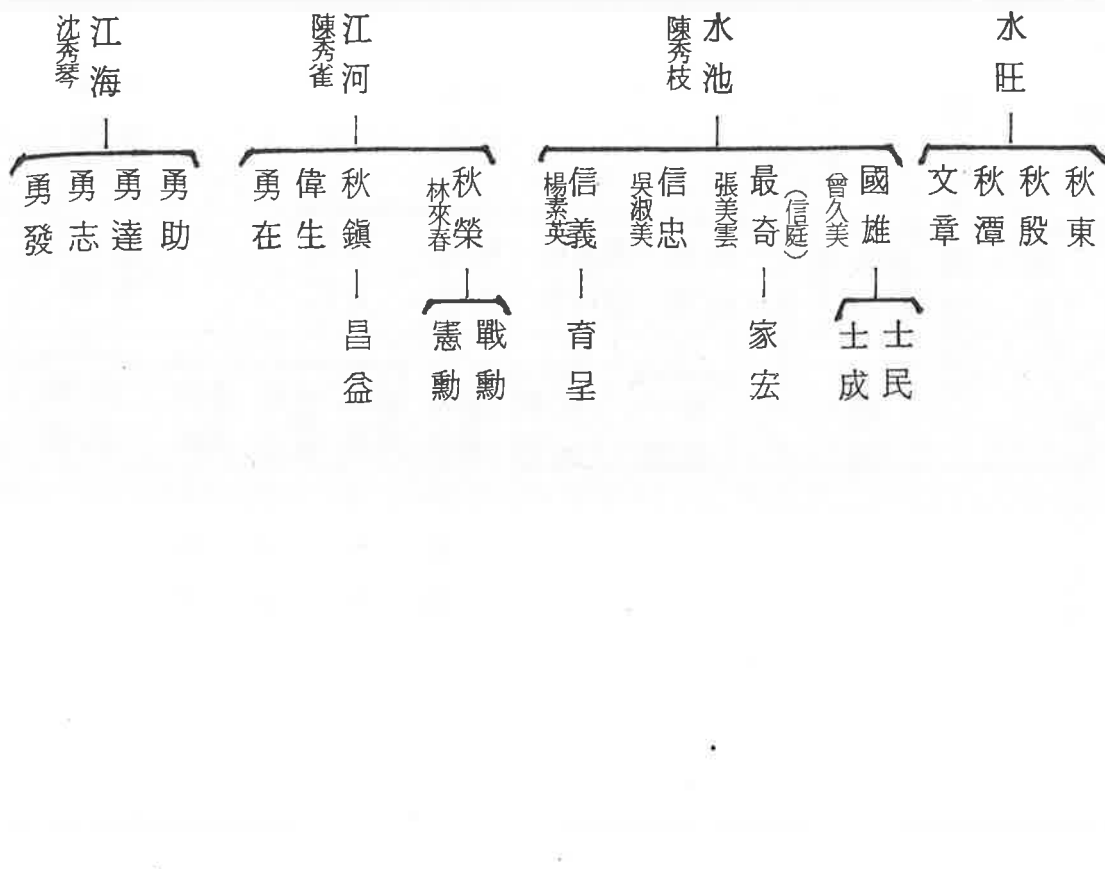 水旺
水池
陳秀枝
江河
陳秀雀
江海
沈秀琴
秋東
秋殷
秋潭
文章
國雄
曾久美
最奇
（信庭）
張美雲
信忠
吳淑美
信義
楊素英
秋榮
林來春
秋鎮
偉生
勇在
勇助
勇達
勇志
勇發
士民
士成
家宏
育呈
戰勳
憲勳
昌益